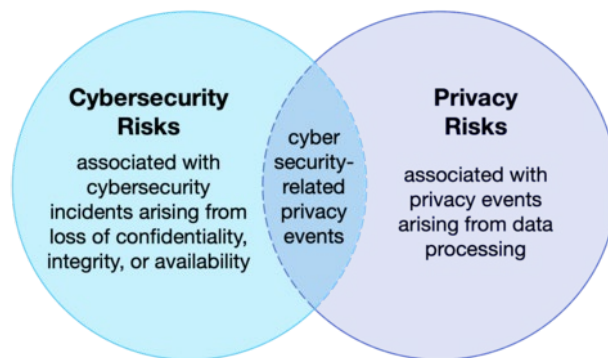 Cybersecurity
Risks
associated with
cybersecurity
incidents arising from
loss of confidentiality,
integrity, or availability
cyber
security-
related
privacy
events
Privacy
Risks
associated with
privacy events
arising from data
processing